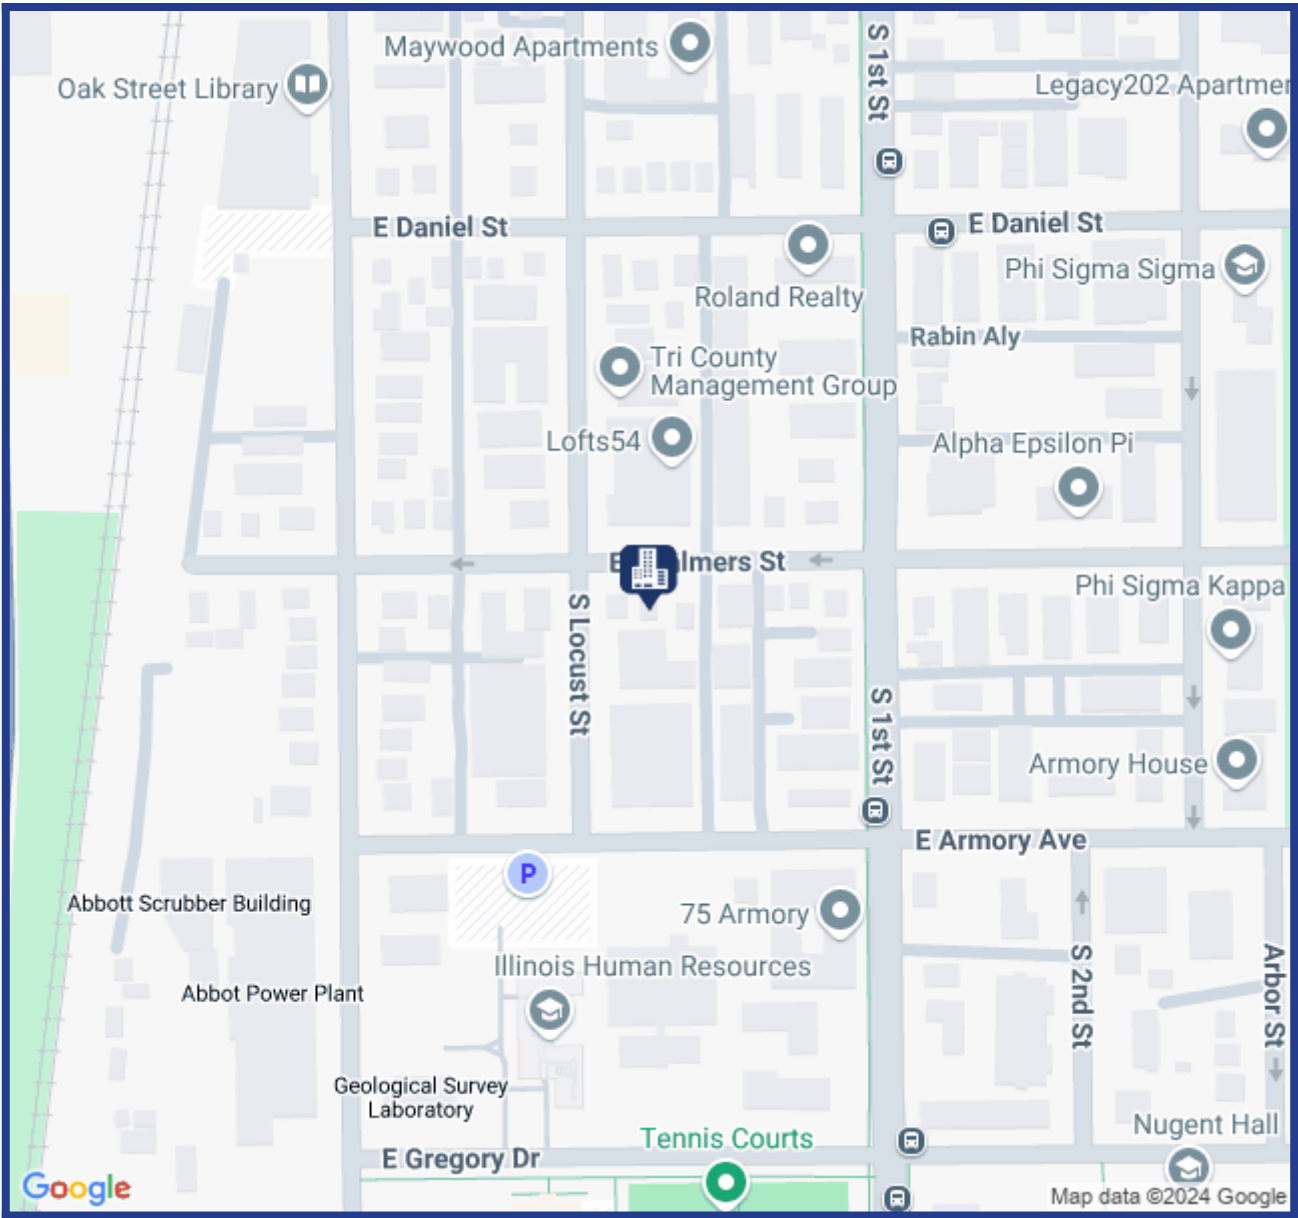 Maywood Apartments
S 1st St
Oak Street Library
Legacy202 Apartmen
E Daniel St
E Daniel St
Phi Sigma Sigma
Roland Realty
Rabin Aly
Tri County
Management Group
Lofts54
Alpha Epsilon Pi
E
lmers St
Phi Sigma Kappa
S Locust St
S 1st St
Armory House
E Armory Ave
P
Abbott Scrubber Building
75 Armory
Illinois Human Resources
S 2nd St
Arbor St
Abbot Power Plant
Geological Survey
Laboratory
Nugent Hall
Tennis Courts
E Gregory Dr
Google
Map data ©2024 Google